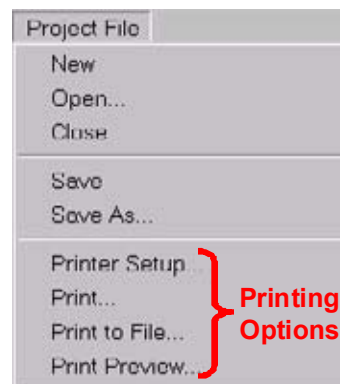 Project File
New
Open...
Close
Save
Save As...
Printer Setup...
Print...
Print to File...
Print Preview...
Printing
Options